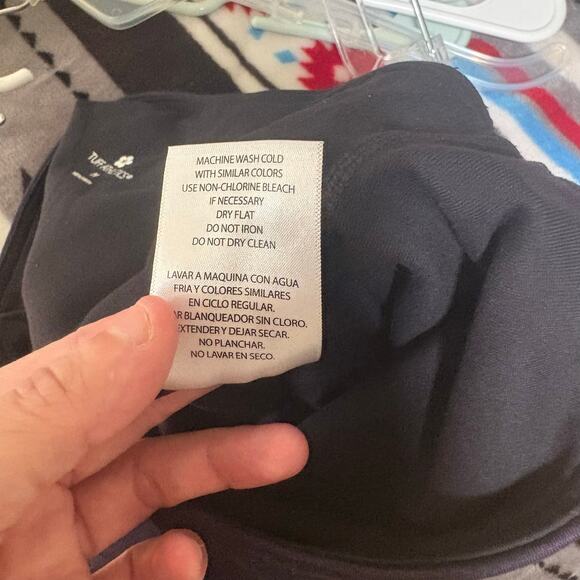 MACHINE WASH COLD
WITH SIMILAR COLORS
USE NON-CHLORINE BLEACH
IF NECESSARY
DRY FLAT
DO NOT IRON
DO NOT DRY CLEAN
LAVAR A MAQUINA CON AGUA
FRIA Y COLORES SIMILARES
EN CICLO REGULAR.
BLANQUEADOR SIN CLORO.
EXTENDER Y DEJAR SECAR.
NO PLANCHAR.
NO LAVAR EN SECO.